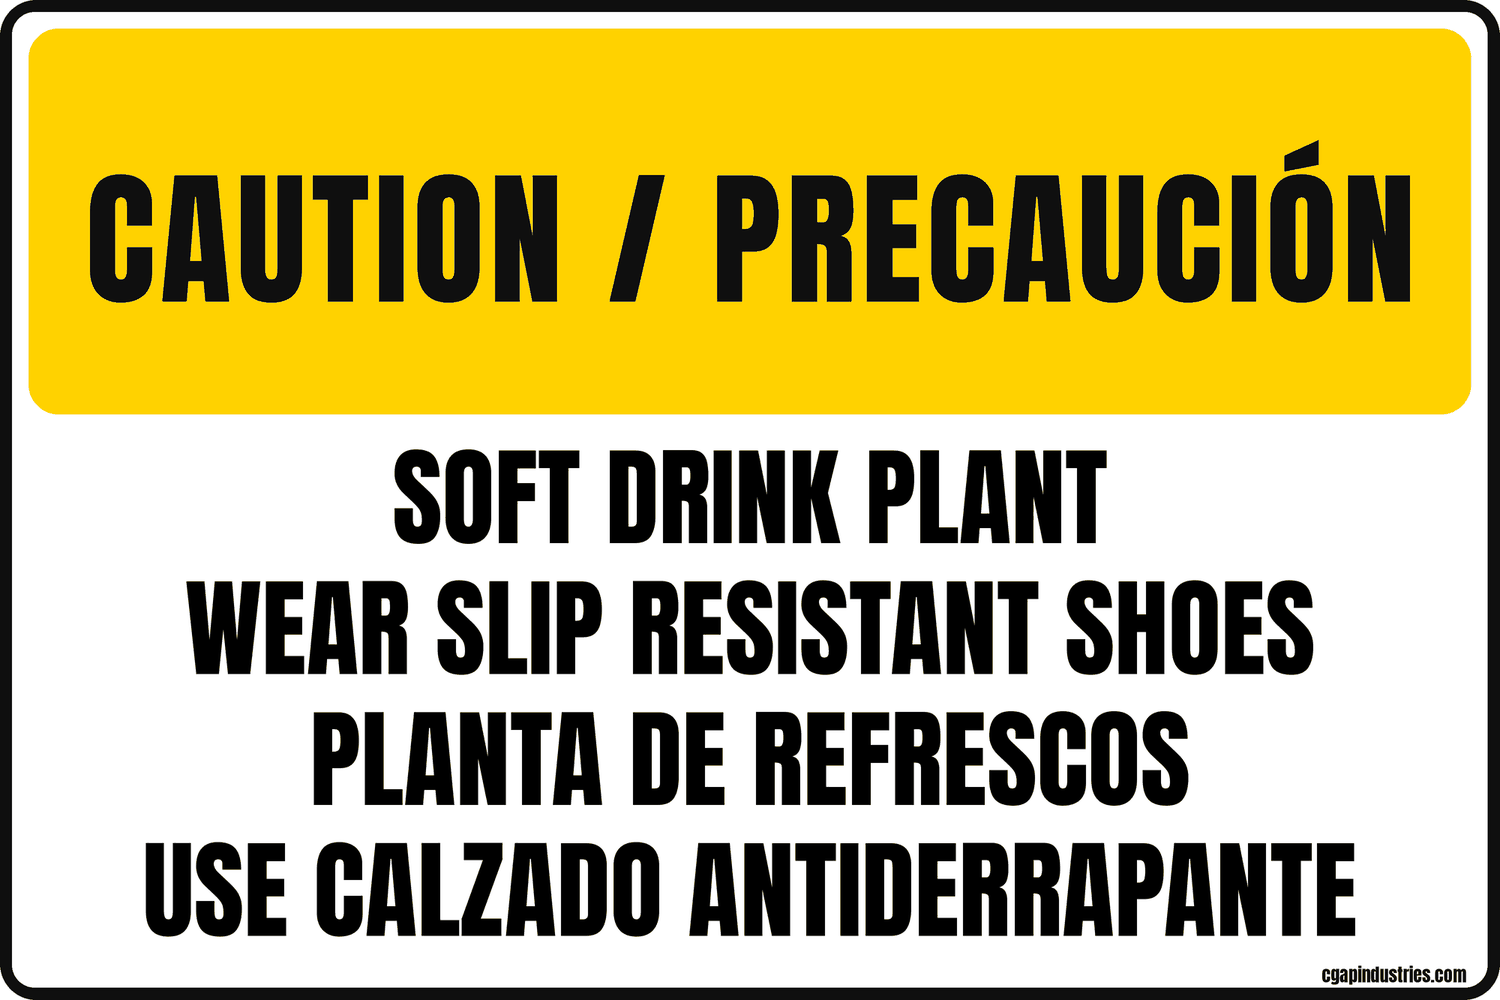 CAUTION / PRECAUCIÓN
SOFT DRINK PLANT
WEAR SLIP RESISTANT SHOES
PLANTA DE REFRESCOS
USE CALZADO ANTIDERRAPANTE
cgapindustries.com